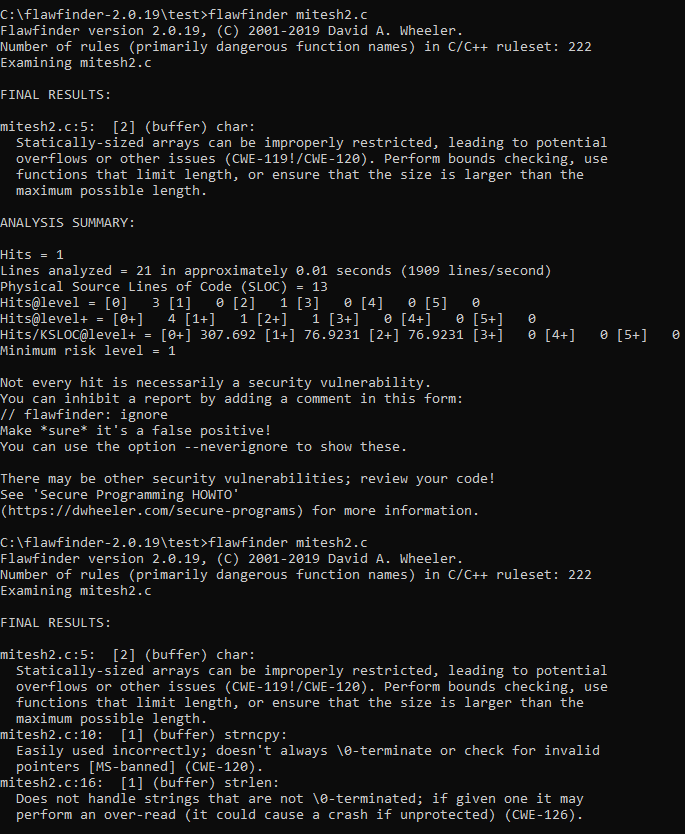 C:\flawfinder-2.0.19\test>flawfinder mitesh2.c
Flawfinder version 2.0.19, (C) 2001-2019 David A. Wheeler.
Number of rules (primarily dangerous function names) in C/C++ ruleset: 222
Examining mitesh2.c

FINAL RESULTS:

mitesh2.c:5:  [2] (buffer) char:
  Statically-sized arrays can be improperly restricted, leading to potential
  overflows or other issues (CWE-119!/CWE-120). Perform bounds checking, use
  functions that limit length, or ensure that the size is larger than the
  maximum possible length.

ANALYSIS SUMMARY:

Hits = 1
Lines analyzed = 21 in approximately 0.01 seconds (1909 lines/second)
Physical Source Lines of Code (SLOC) = 13
Hits@level = [0]   3 [1]   0 [2]   1 [3]   0 [4]   0 [5]   0
Hits@level+ = [0+]   4 [1+]   1 [2+]   1 [3+]   0 [4+]   0 [5+]   0
Hits/KSLOC@level+ = [0+] 307.692 [1+] 76.9231 [2+] 76.9231 [3+]   0 [4+]   0 [5+]   0
Minimum risk level = 1

Not every hit is necessarily a security vulnerability.
You can inhibit a report by adding a comment in this form:
// flawfinder: ignore
Make *sure* it's a false positive!
You can use the option --neverignore to show these.

There may be other security vulnerabilities; review your code!
See 'Secure Programming HOWTO'
(https://dwheeler.com/secure-programs) for more information.

C:\flawfinder-2.0.19\test>flawfinder mitesh2.c
Flawfinder version 2.0.19, (C) 2001-2019 David A. Wheeler.
Number of rules (primarily dangerous function names) in C/C++ ruleset: 222
Examining mitesh2.c

FINAL RESULTS:

mitesh2.c:5:  [2] (buffer) char:
  Statically-sized arrays can be improperly restricted, leading to potential
  overflows or other issues (CWE-119!/CWE-120). Perform bounds checking, use
  functions that limit length, or ensure that the size is larger than the
  maximum possible length.
mitesh2.c:10:  [1] (buffer) strncpy:
  Easily used incorrectly; doesn't always \0-terminate or check for invalid
  pointers [MS-banned] (CWE-120).
mitesh2.c:16:  [1] (buffer) strlen:
  Does not handle strings that are not \0-terminated; if given one it may
  perform an over-read (it could cause a crash if unprotected) (CWE-126).